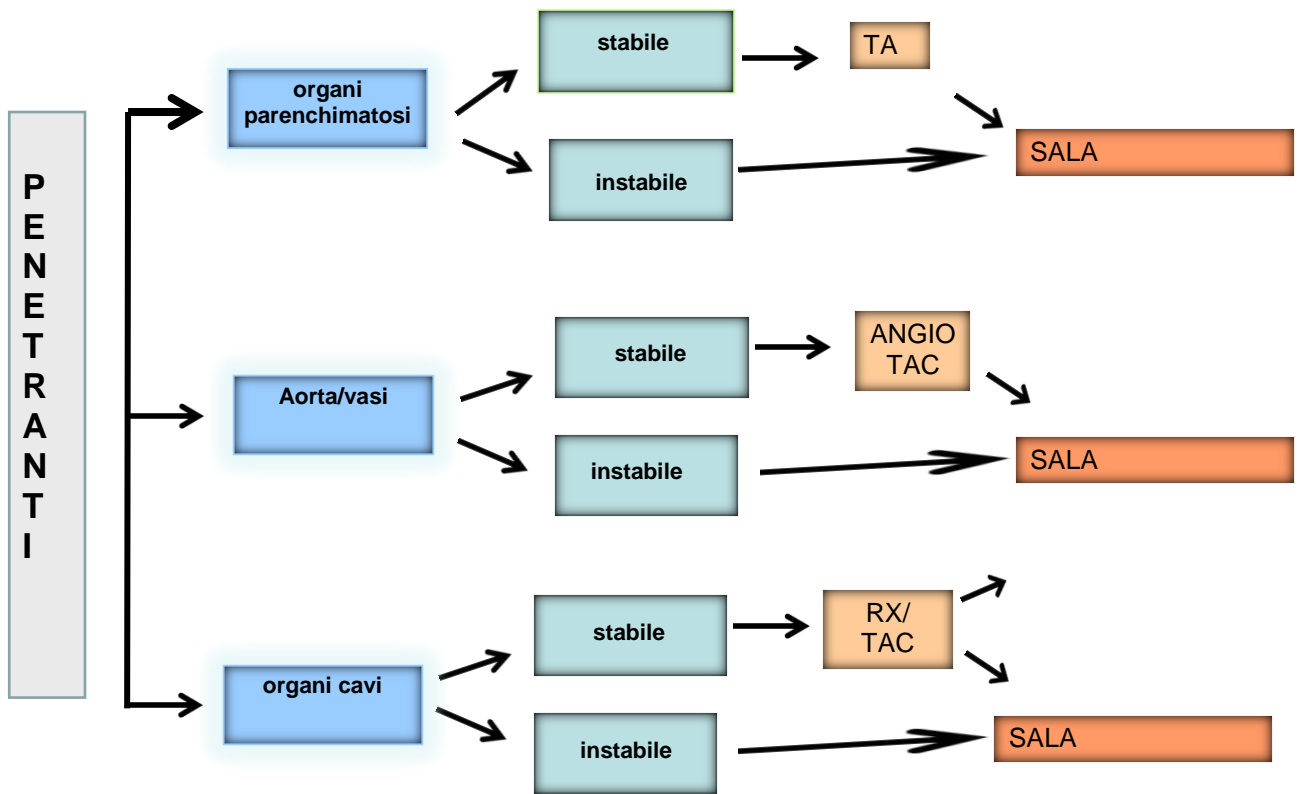 PENETRANTI
organi
parenchimatosi
stabile
TA
instabile
SALA
Aorta/vasi
stabile
ANGIO
TAC
instabile
SALA
organi cavi
stabile
RX/
TAC
instabile
SALA